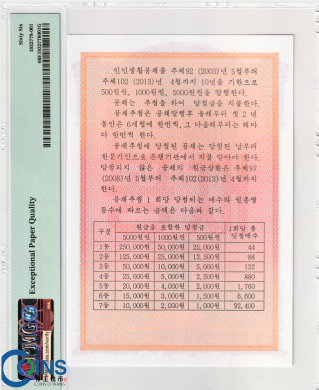 인민생활공채를 주체92 (2003)년 5월부터
주체102 (2013)년 4월까지 10년을 기한으로
500원권, 1000원권, 5000원권을 발행한다.
공채는 추첨을 하여 당첨금을 지불한다.
공채추첨은 공채발행후 올해부터 첫 2년
동안은 6개월에 한번씩, 그 다음해부터는 해마
다 한번씩 한다.
공채추첨에 당첨된 공채는 당첨된 날부터
한분기안으로 은행기관에서 지불 받아야 한다.
당첨되지 않은 공채의 원금상환은 주체97
(2008)년 5월부터 주체102(2013)년 4월까지
한다.
공채추첨 1회당 당첨되는 매수와 권종별
등수에 따르는 금액은 다음과 같다.
구분 원금을 포함한 당첨금 1회당 총당첨매수
5000원권 1000원권 500원권
1등 250,000원 50,000원 25,000원 44
2등 125,000원 25,000원 12,500원 88
3등 50,000원 10,000원 5,000원 132
4등 25,000원 5,000원 2,500원 880
5등 20,000원 4,000원 2,000원 1,760
6등 15,000원 3,000원 1,500원 6,600
7등 10,000원 2,000원 1,000원 92,400
Sixty Six
Exceptional Paper Quality
PMG
COINS